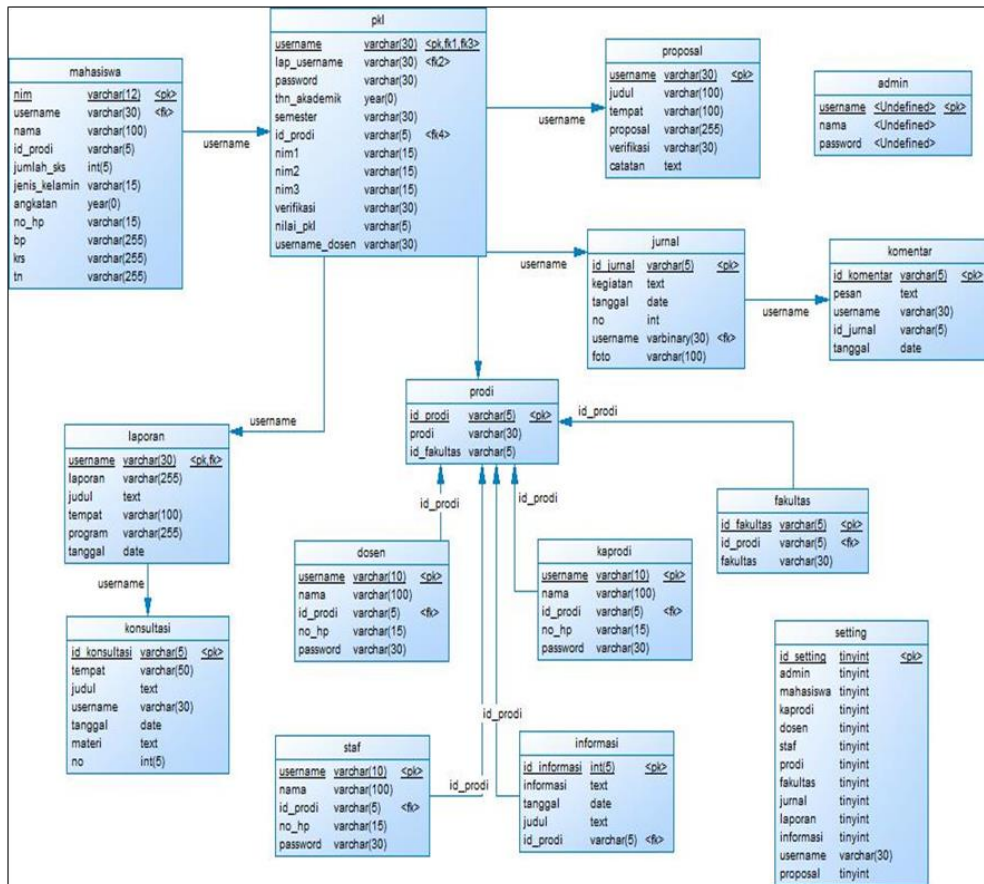 pkl
username varchar(30) <pk,fk1,fk3>
lap_username varchar(30) <fk2>
password varchar(30)
thn_akademik year(0)
semester varchar(30)
id_prodi varchar(5) <fk4>
nim1 varchar(15)
nim2 varchar(15)
nim3 varchar(15)
verifikasi varchar(30)
nilai_pkl varchar(5)
username_dosen varchar(30)
mahasiswa
nim varchar(12) <pk>
username varchar(30) <fk>
nama varchar(100)
id_prodi varchar(5)
jumlah_sks int(5)
jenis_kelamin varchar(15)
angkatan year(0)
no_hp varchar(15)
bp varchar(255)
krs varchar(255)
tn varchar(255)
username
proposal
username varchar(30) <pk>
judul varchar(100)
tempat varchar(100)
proposal varchar(255)
verifikasi varchar(30)
catatan text
username
admin
username <Undefined> <pk>
nama <Undefined>
password <Undefined>
jurnal
id_jurnal varchar(5) <pk>
kegiatan text
tanggal date
no int
username varbinary(30) <fk>
foto varchar(100)
username
komentar
id_komentar varchar(5) <pk>
pesan text
username varchar(30)
id_jurnal varchar(5)
tanggal date
username
prodi
id_prodi varchar(5) <pk>
prodi varchar(30)
id_fakultas varchar(5)
id_prodi
username
laporan
username varchar(30) <pk,fk>
laporan varchar(255)
judul text
tempat varchar(100)
program varchar(255)
tanggal date
fakultas
id_fakultas varchar(5) <pk>
id_prodi varchar(5) <fk>
fakultas varchar(30)
id_prodi
id_prodi
dosen
username varchar(10) <pk>
nama varchar(100)
id_prodi varchar(5) <fk>
no_hp varchar(15)
password varchar(30)
kaprodi
username varchar(10) <pk>
nama varchar(100)
id_prodi varchar(5) <fk>
no_hp varchar(15)
password varchar(30)
username
konsultasi
id_konsultasi varchar(5) <pk>
tempat varchar(50)
judul text
username varchar(30)
tanggal date
materi text
no int(5)
setting
id_setting tinyint <pk>
admin tinyint
mahasiswa tinyint
kaprodi tinyint
dosen tinyint
staf tinyint
prodi tinyint
fakultas tinyint
jurnal tinyint
laporan tinyint
informasi tinyint
username varchar(30)
proposal tinyint
id_prodi
staf
username varchar(10) <pk>
nama varchar(100)
id_prodi varchar(5) <fk>
no_hp varchar(15)
password varchar(30)
id_prodi
informasi
id_informasi int(5) <pk>
informasi text
tanggal date
judul text
id_prodi varchar(5) <fk>